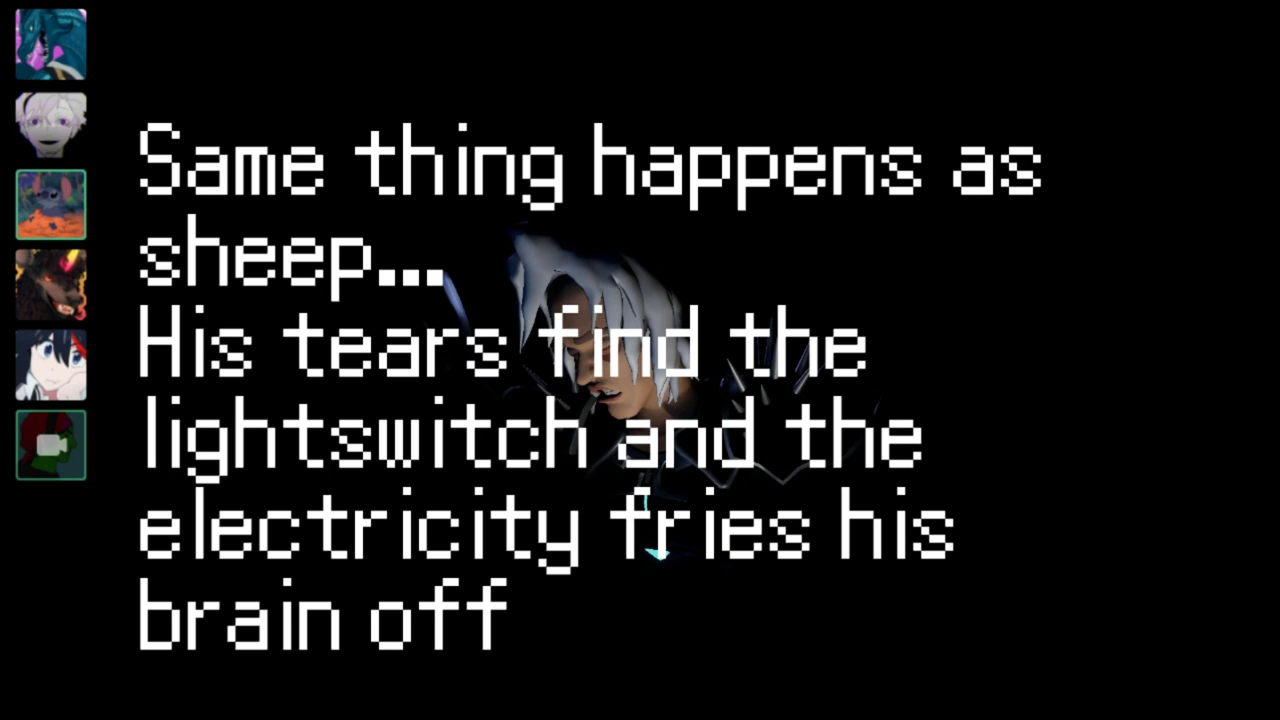 Same thing happens as
sheep...
His tears find the
lightswitch and the
electricity fries his
brain off